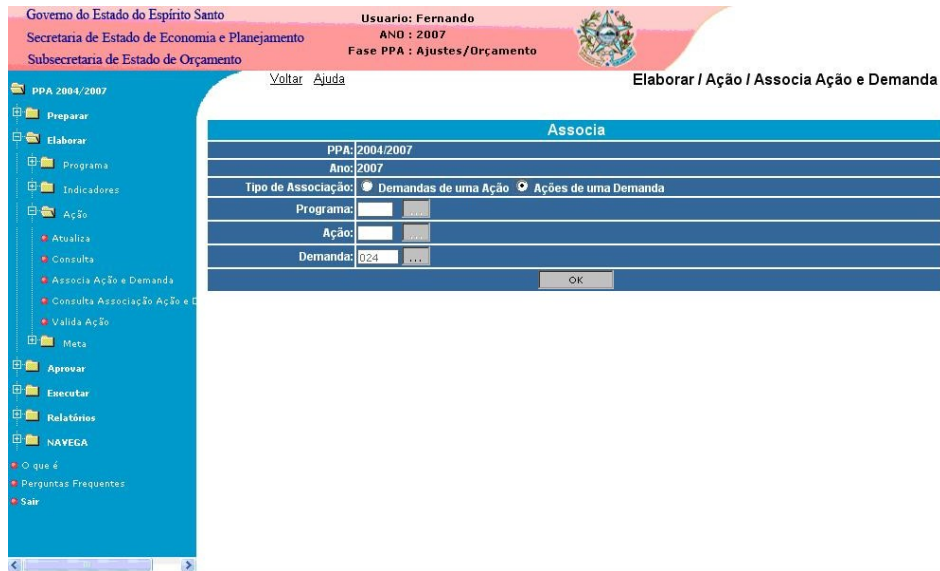 Governo do Estado do Espírito Santo
Secretaria de Estado de Economia e Planejamento
Subsecretaria de Estado de Orçamento
Usuario: Fernando
ANO : 2007
Fase PPA : Ajustes/Orçamento
Voltar Ajuda
Elaborar / Ação / Associa Ação e Demanda
PPA 2004/2007
Preparar
Elaborar
Programa
Indicadores
Ação
Atualiza
Consulta
Associa Ação e Demanda
Consulta Associação Ação e D
Valida Ação
Meta
Aprovar
Executar
Relatórios
NAVEGA
O que é
Perguntas Frequentes
Sair
Associa
PPA: 2004/2007
Ano: 2007
Tipo de Associação: Demandas de uma Ação Ações de uma Demanda
Programa: ...
Ação: ...
Demanda: 024 ...
OK